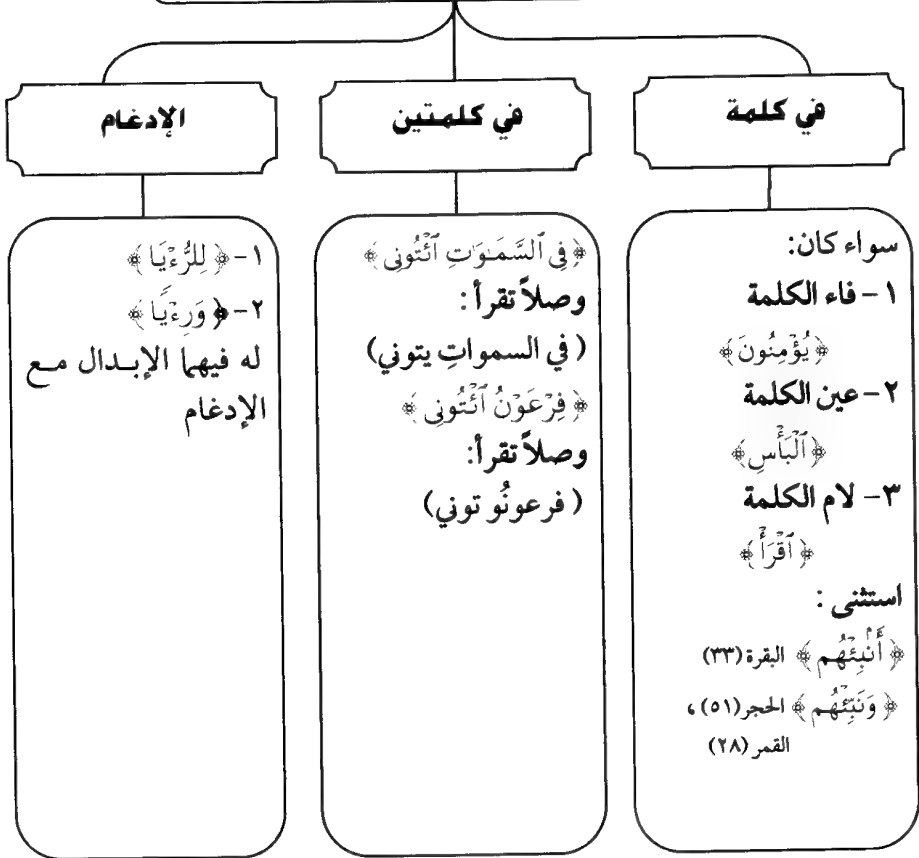 في كلمة
سواء كان:
١ – فاء الكلمة
﴿يُؤْمِنُونَ﴾
٢ – عين الكلمة
﴿ٱلْبَأْسِ﴾
٣ – لام الكلمة
﴿ٱقْرَأْ﴾
استثنى :
﴿أَنۢبِئْهُم﴾ البقرة (٣٣)
﴿وَنَبِّئْهُم﴾ الحجر (٥١) ،
القمر (٢٨)
في كلمتين
﴿فِى ٱلسَّمَـٰوَٰتِ ٱئْتُونِى﴾
وصلاً تقرأ :
( في السمواتِ يتوني)
﴿فِرْعَوْنُ ٱئْتُونِى﴾
وصلاً تقرأ:
( فرعونُو توني)
الإدغام
١ – ﴿لِلرُّءْيَا﴾
٢ – ﴿وَرِءْيًا﴾
له فيهما الإبـدال مـع
الإدغام